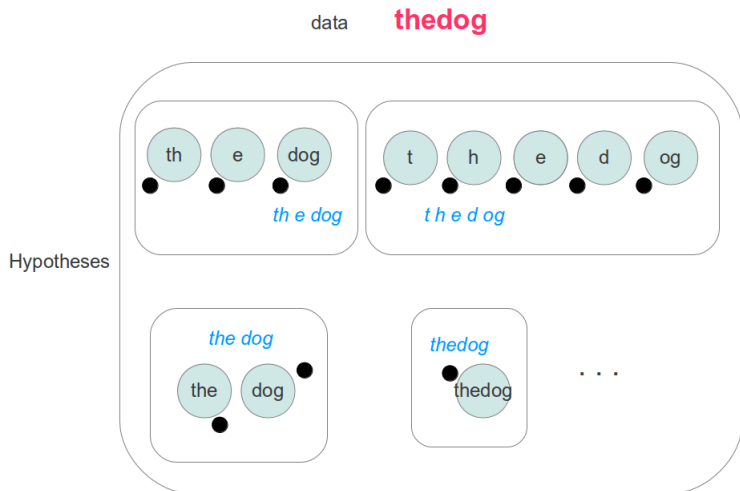 data thedog
th e dog t h e d og
th e dog t h e d og
Hypotheses
the dog thedog
the dog thedog . . .